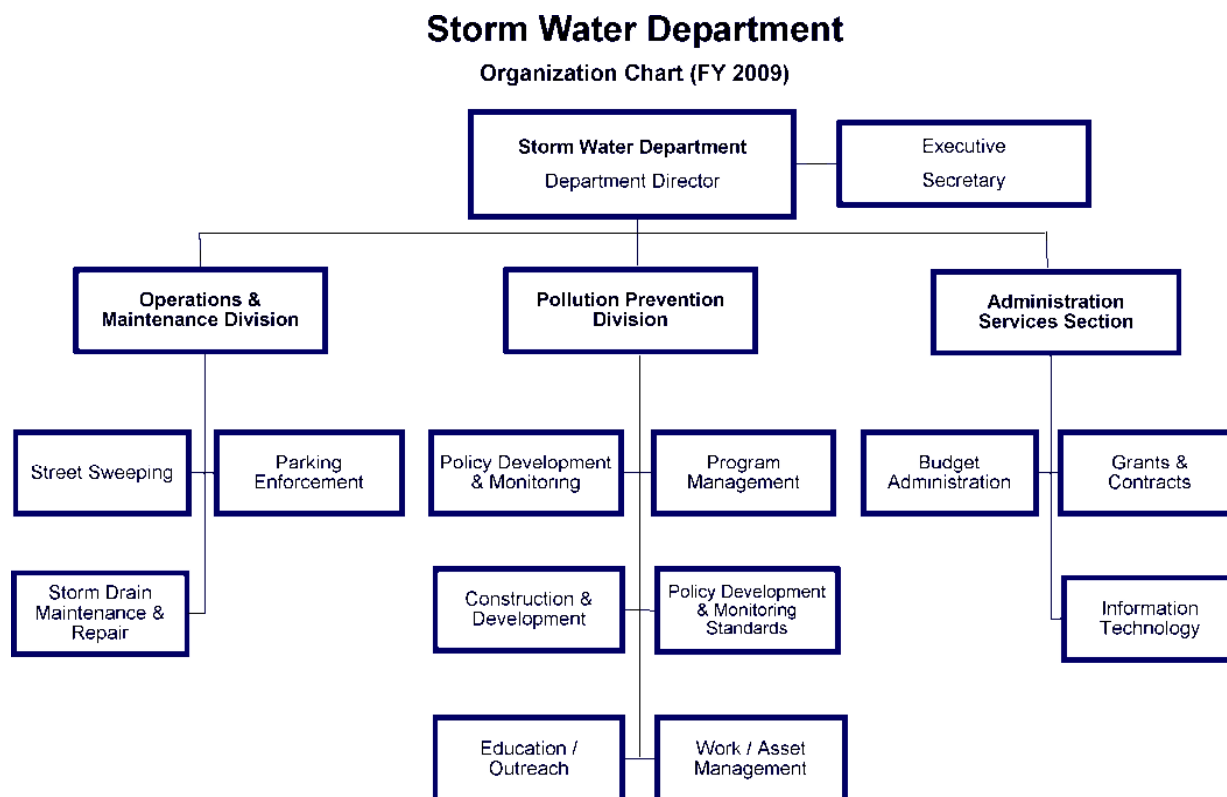 Storm Water Department
Organization Chart (FY 2009)
Storm Water Department
Department Director
Executive
Secretary
Operations &
Maintenance Division
Pollution Prevention
Division
Administration
Services Section
Street Sweeping
Parking
Enforcement
Policy Development
& Monitoring
Program
Management
Budget
Administration
Grants &
Contracts
Storm Drain
Maintenance &
Repair
Construction &
Development
Policy Development
& Monitoring
Standards
Information
Technology
Education /
Outreach
Work / Asset
Management